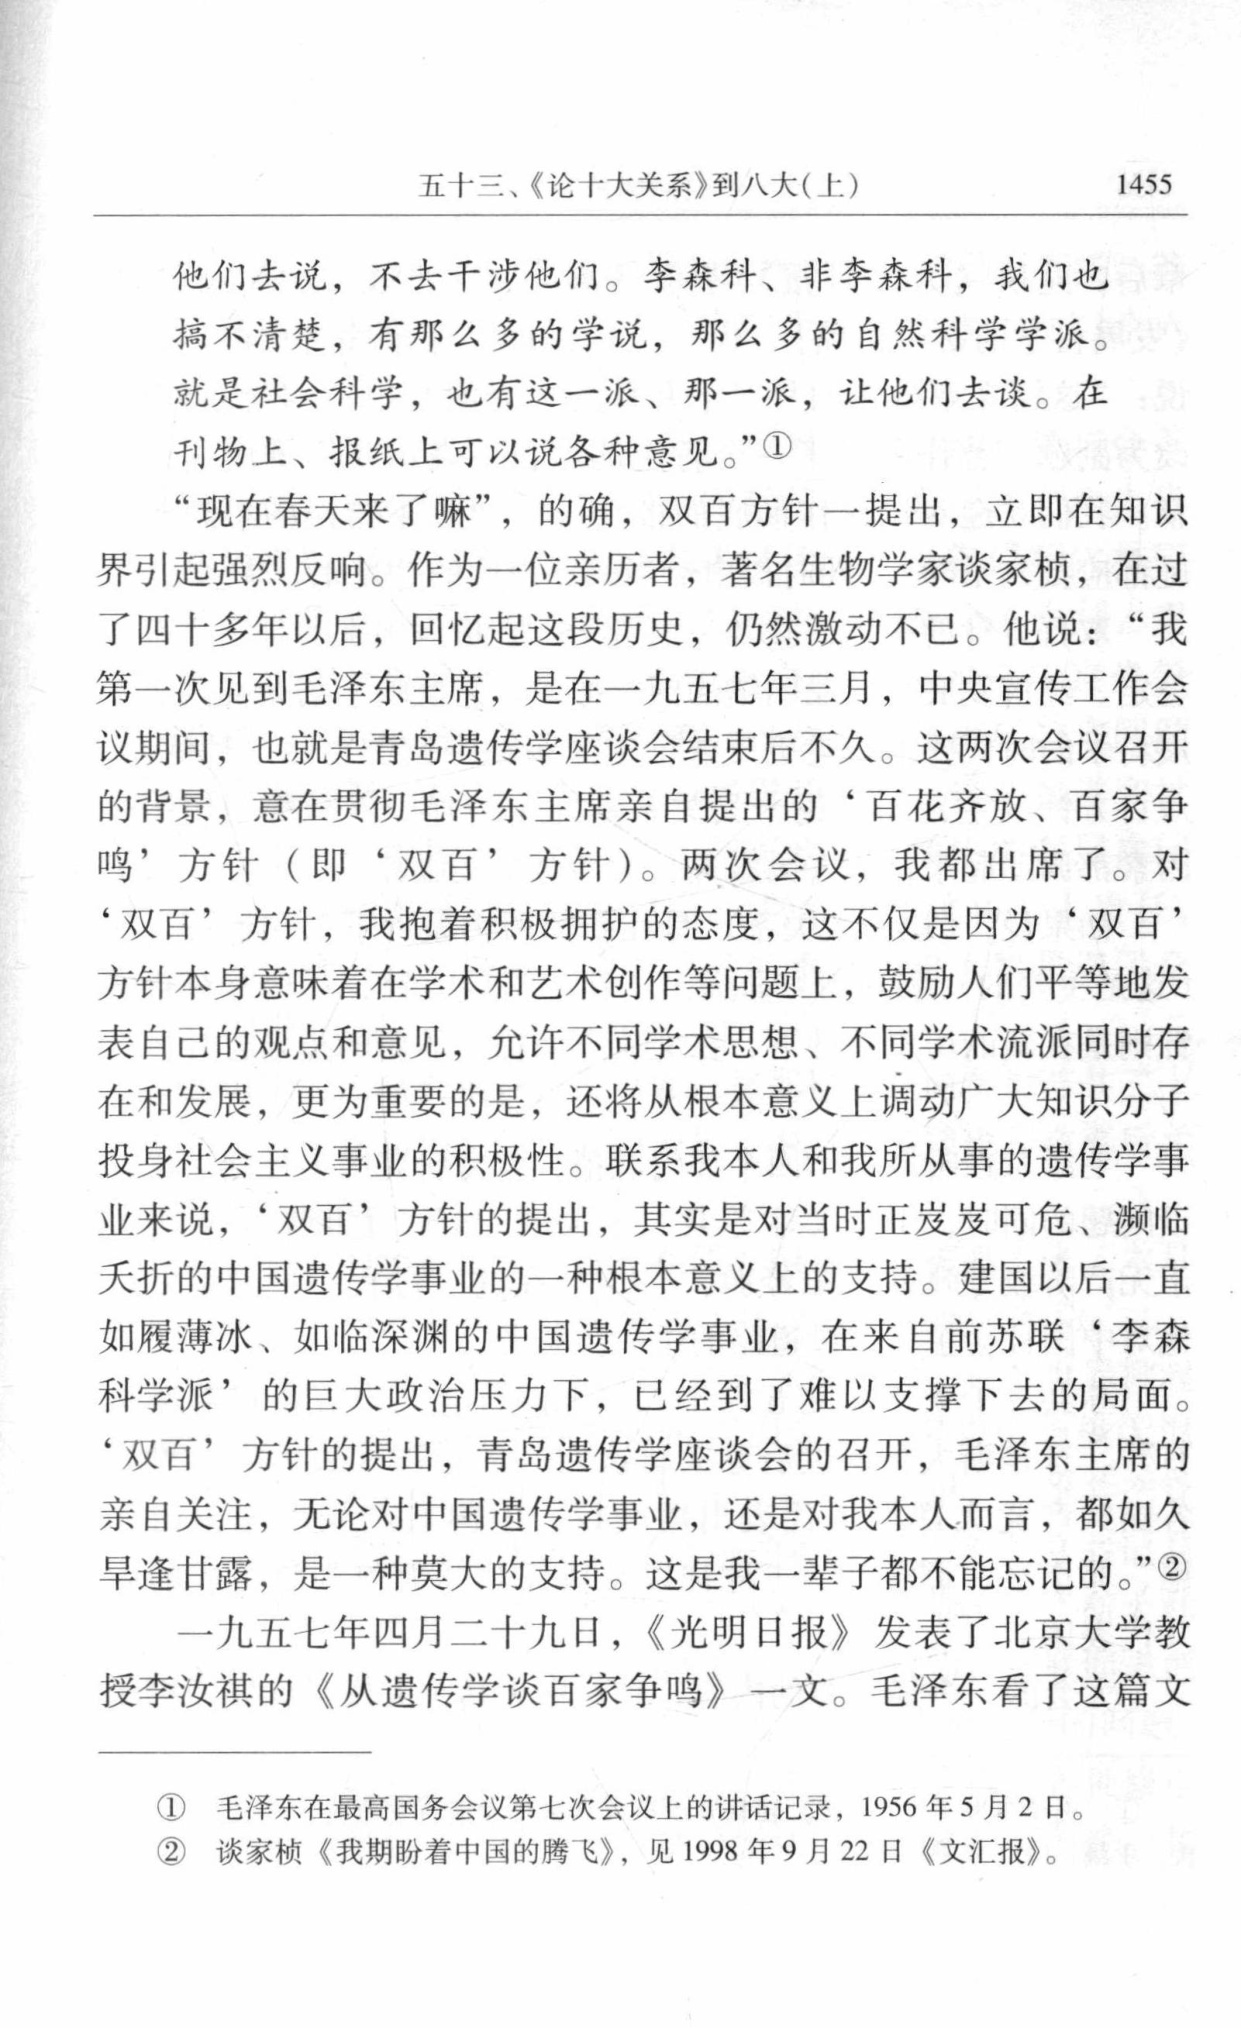 五十三、《论十大关系》到八大(上) 1455
他们去说，不去干涉他们。李森科、非李森科，我们也
搞不清楚，有那么多的学说，那么多的自然科学学派。
就是社会科学，也有这一派、那一派，让他们去谈。在
刊物上、报纸上可以说各种意见。”①
“现在春天来了嘛”，的确，双百方针一提出，立即在知识
界引起强烈反响。作为一位亲历者，著名生物学家谈家桢，在过
了四十多年以后，回忆起这段历史，仍然激动不已。他说：“我
第一次见到毛泽东主席，是在一九五七年三月，中央宣传工作会
议期间，也就是青岛遗传学座谈会结束后不久。这两次会议召开
的背景，意在贯彻毛泽东主席亲自提出的‘百花齐放、百家争
鸣’方针（即‘双百’方针）。两次会议，我都出席了。对
‘双百’方针，我抱着积极拥护的态度，这不仅是因为‘双百’
方针本身意味着在学术和艺术创作等问题上，鼓励人们平等地发
表自己的观点和意见，允许不同学术思想、不同学术流派同时存
在和发展，更为重要的是，还将从根本意义上调动广大知识分子
投身社会主义事业的积极性。联系我本人和我所从事的遗传学事
业来说，‘双百’方针的提出，其实是对当时正岌岌可危、濒临
夭折的中国遗传学事业的一种根本意义上的支持。建国以后一直
如履薄冰、如临深渊的中国遗传学事业，在来自前苏联‘李森
科学派’的巨大政治压力下，已经到了难以支撑下去的局面。
‘双百’方针的提出，青岛遗传学座谈会的召开，毛泽东主席的
亲自关注，无论对中国遗传学事业，还是对我本人而言，都如久
旱逢甘露，是一种莫大的支持。这是我一辈子都不能忘记的。”②
一九五七年四月二十九日，《光明日报》发表了北京大学教
授李汝祺的《从遗传学谈百家争鸣》一文。毛泽东看了这篇文
① 毛泽东在最高国务会议第七次会议上的讲话记录，1956年5月2日。
② 谈家桢《我期盼着中国的腾飞》，见1998年9月22日《文汇报》。